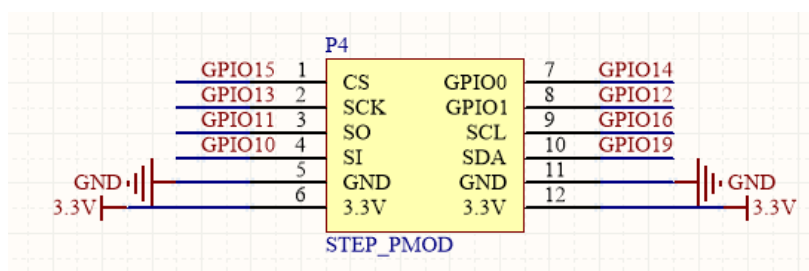 P4
GPIO15 1 CS GPIO0 7 GPIO14
GPIO13 2 SCK GPIO1 8 GPIO12
GPIO11 3 SO SCL 9 GPIO16
GPIO10 4 SI SDA 10 GPIO19
GND 5 GND GND 11 GND
3.3V 6 3.3V 3.3V 12 3.3V
STEP_PMOD